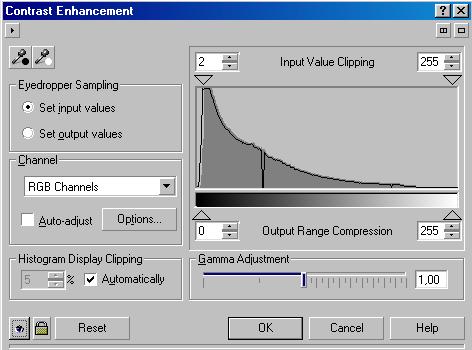 Contrast Enhancement
2 Input Value Clipping 255
Eyedropper Sampling
Set input values
Set output values
Channel
RGB Channels
Auto-adjust Options...
0 Output Range Compression 255
Histogram Display Clipping
5 % Automatically
Gamma Adjustment
1,00
Reset OK Cancel Help